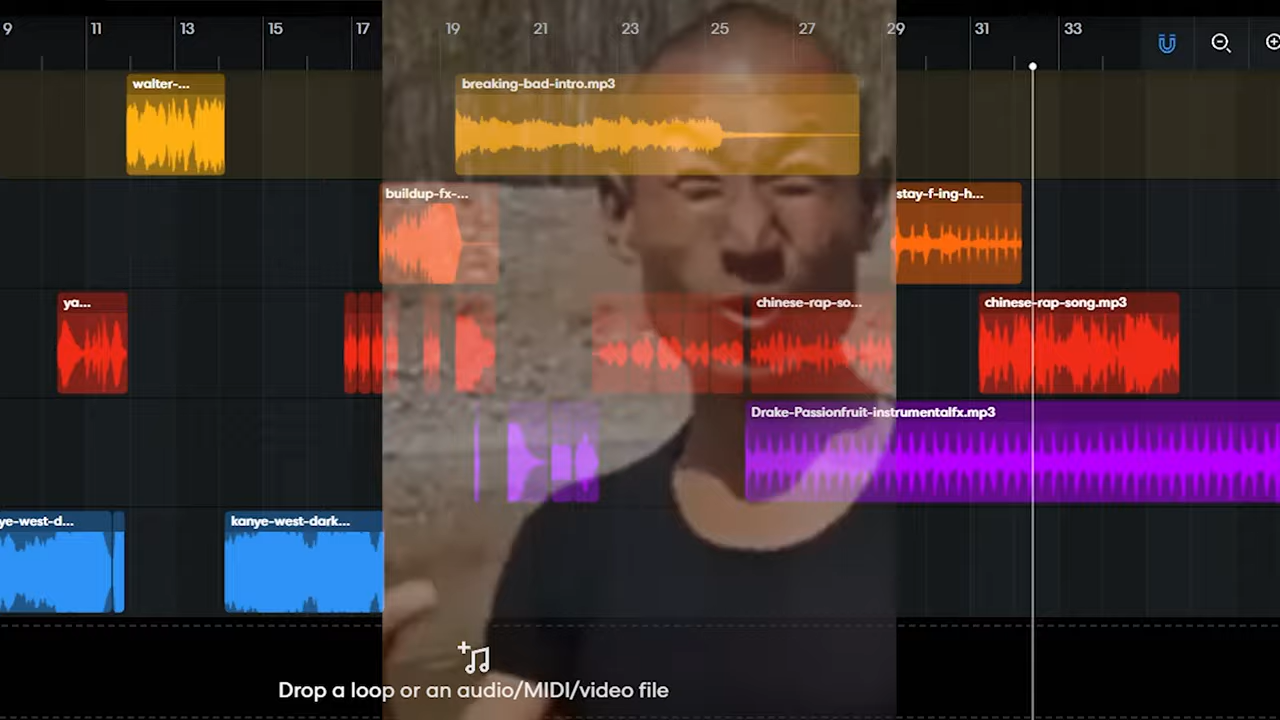 9 11 13 15 17 19 21 23 25 27 29 31 33
walter-... breaking-bad-intro.mp3
buildup-fx-... stay-f-ing-h...
ya... chinese-rap-so... chinese-rap-song.mp3
Drake-Passionfruit-instrumentalfx.mp3
ye-west-d... kanye-west-dark...
Drop a loop or an audio/MIDI/video file